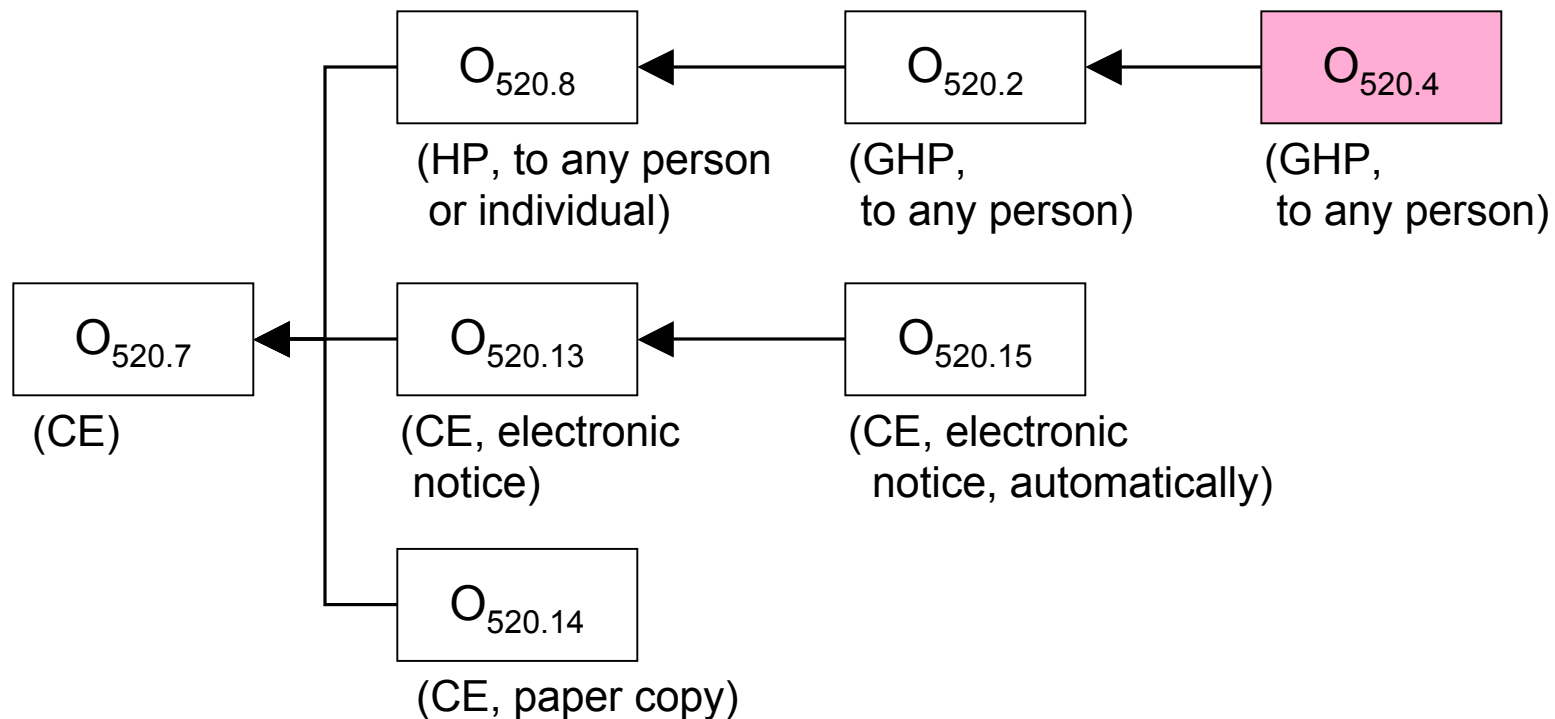 O520.8
O520.2
O520.4
(HP, to any person
or individual)
(GHP,
to any person)
(GHP,
to any person)
O520.7
O520.13
O520.15
(CE)
(CE, electronic
notice)
(CE, electronic
notice, automatically)
O520.14
(CE, paper copy)